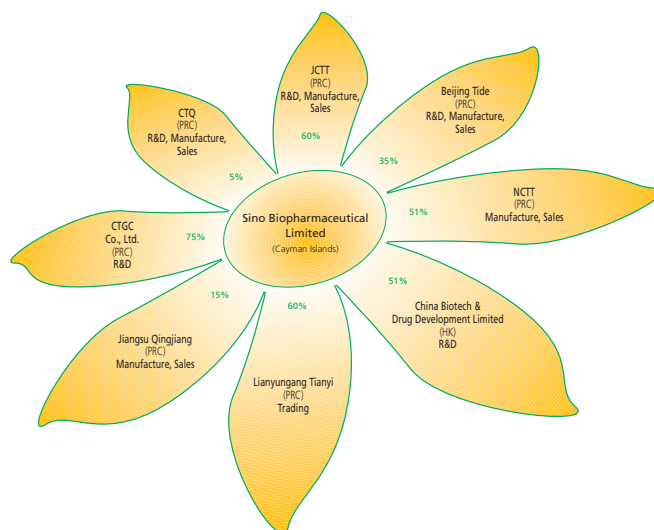 JCTT
(PRC)
R&D, Manufacture,
Sales
60%
Beijing Tide
(PRC)
R&D, Manufacture,
Sales
35%
CTQ
(PRC)
R&D, Manufacture,
Sales
5%
NCTT
(PRC)
Manufacture, Sales
51%
Sino Biopharmaceutical
Limited
(Cayman Islands)
CTGC
Co., Ltd.
(PRC)
R&D
75%
China Biotech &
Drug Development Limited
(HK)
R&D
51%
Jiangsu Qingjiang
(PRC)
Manufacture, Sales
15%
Lianyungang Tianyi
(PRC)
Trading
60%